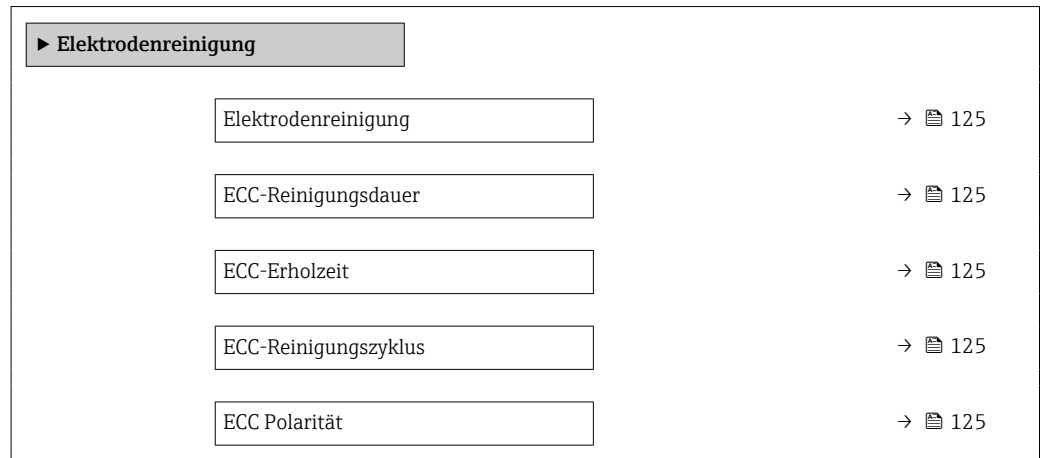 ▶ Elektrodenreinigung
Elektrodenreinigung → 125
ECC-Reinigungsdauer → 125
ECC-Erholzeit → 125
ECC-Reinigungszyklus → 125
ECC Polarität → 125